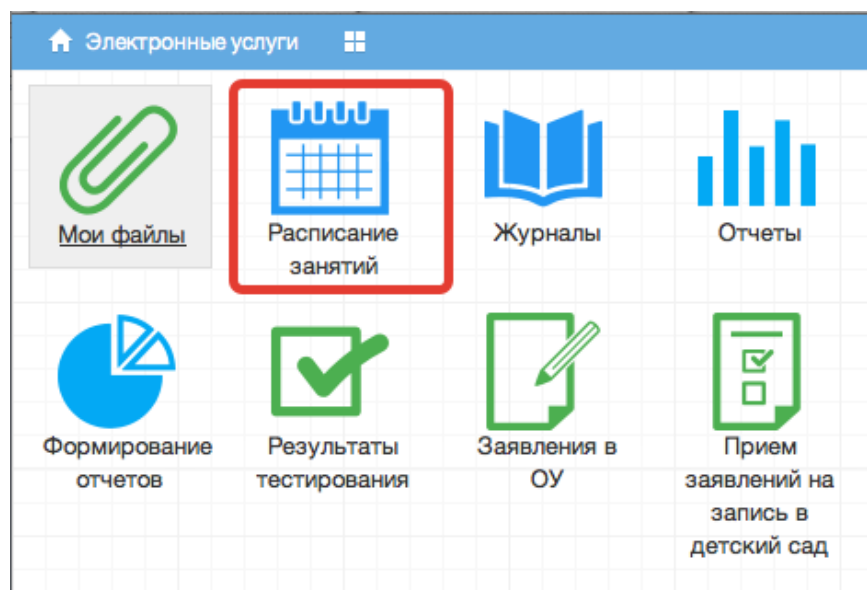 Электронные услуги
Мои файлы
Расписание
занятий
Журналы
Отчеты
Формирование
отчетов
Результаты
тестирования
Заявления в
ОУ
Прием
заявлений на
запись в
детский сад